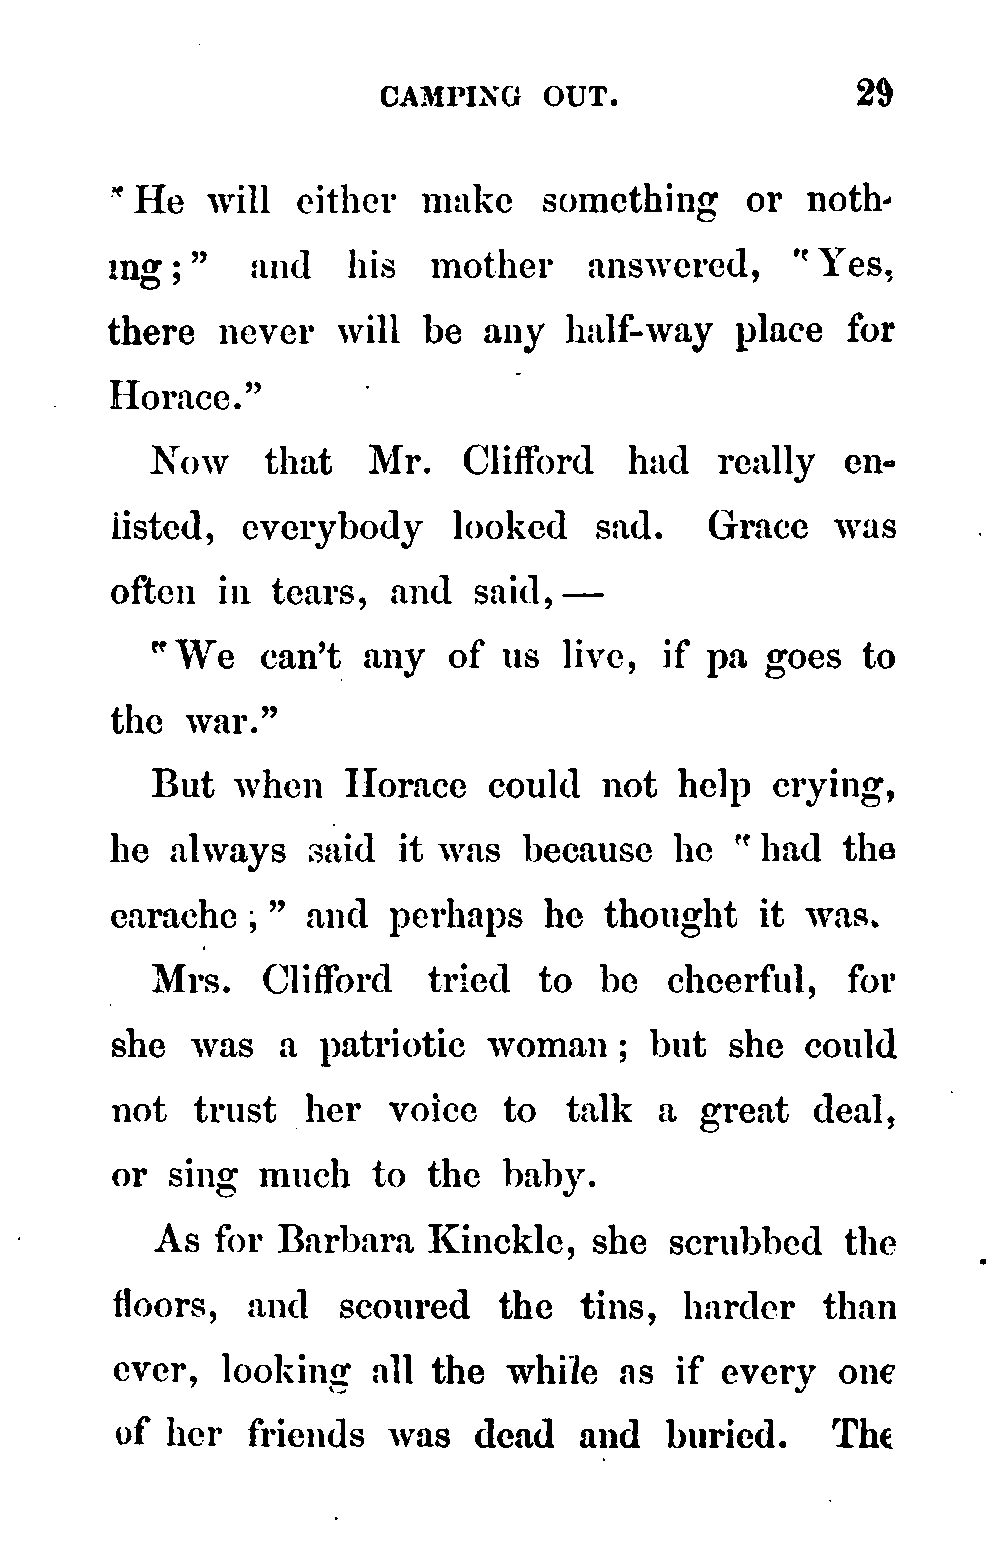 CAMPING OUT. 29
"He will either make something or noth-
ing;" and his mother answered, "Yes,
there never will be any half-way place for
Horace."
Now that Mr. Clifford had really en-
listed, everybody looked sad. Grace was
often in tears, and said,—
"We can't any of us live, if pa goes to
the war."
But when Horace could not help crying,
he always said it was because he "had the
earache;" and perhaps he thought it was.
Mrs. Clifford tried to be cheerful, for
she was a patriotic woman; but she could
not trust her voice to talk a great deal,
or sing much to the baby.
As for Barbara Kinckle, she scrubbed the
floors, and scoured the tins, harder than
ever, looking all the while as if every one
of her friends was dead and buried. The